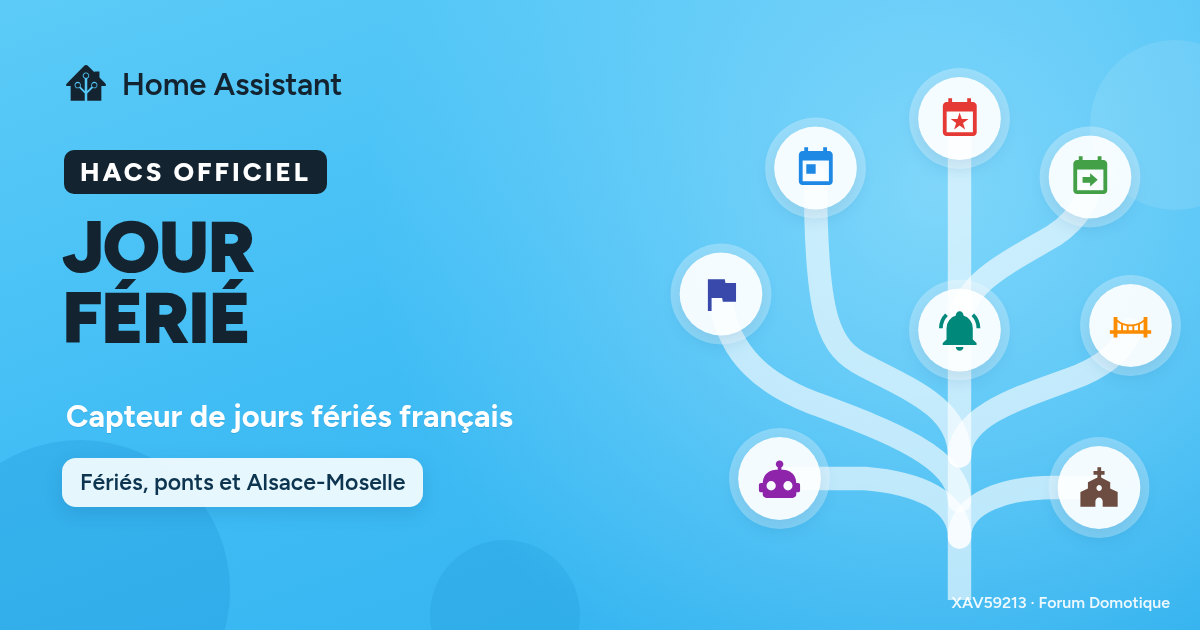 Home Assistant
HACS OFFICIEL
JOUR
FÉRIÉ
Capteur de jours fériés français
Fériés, ponts et Alsace-Moselle
XAV59213 · Forum Domotique